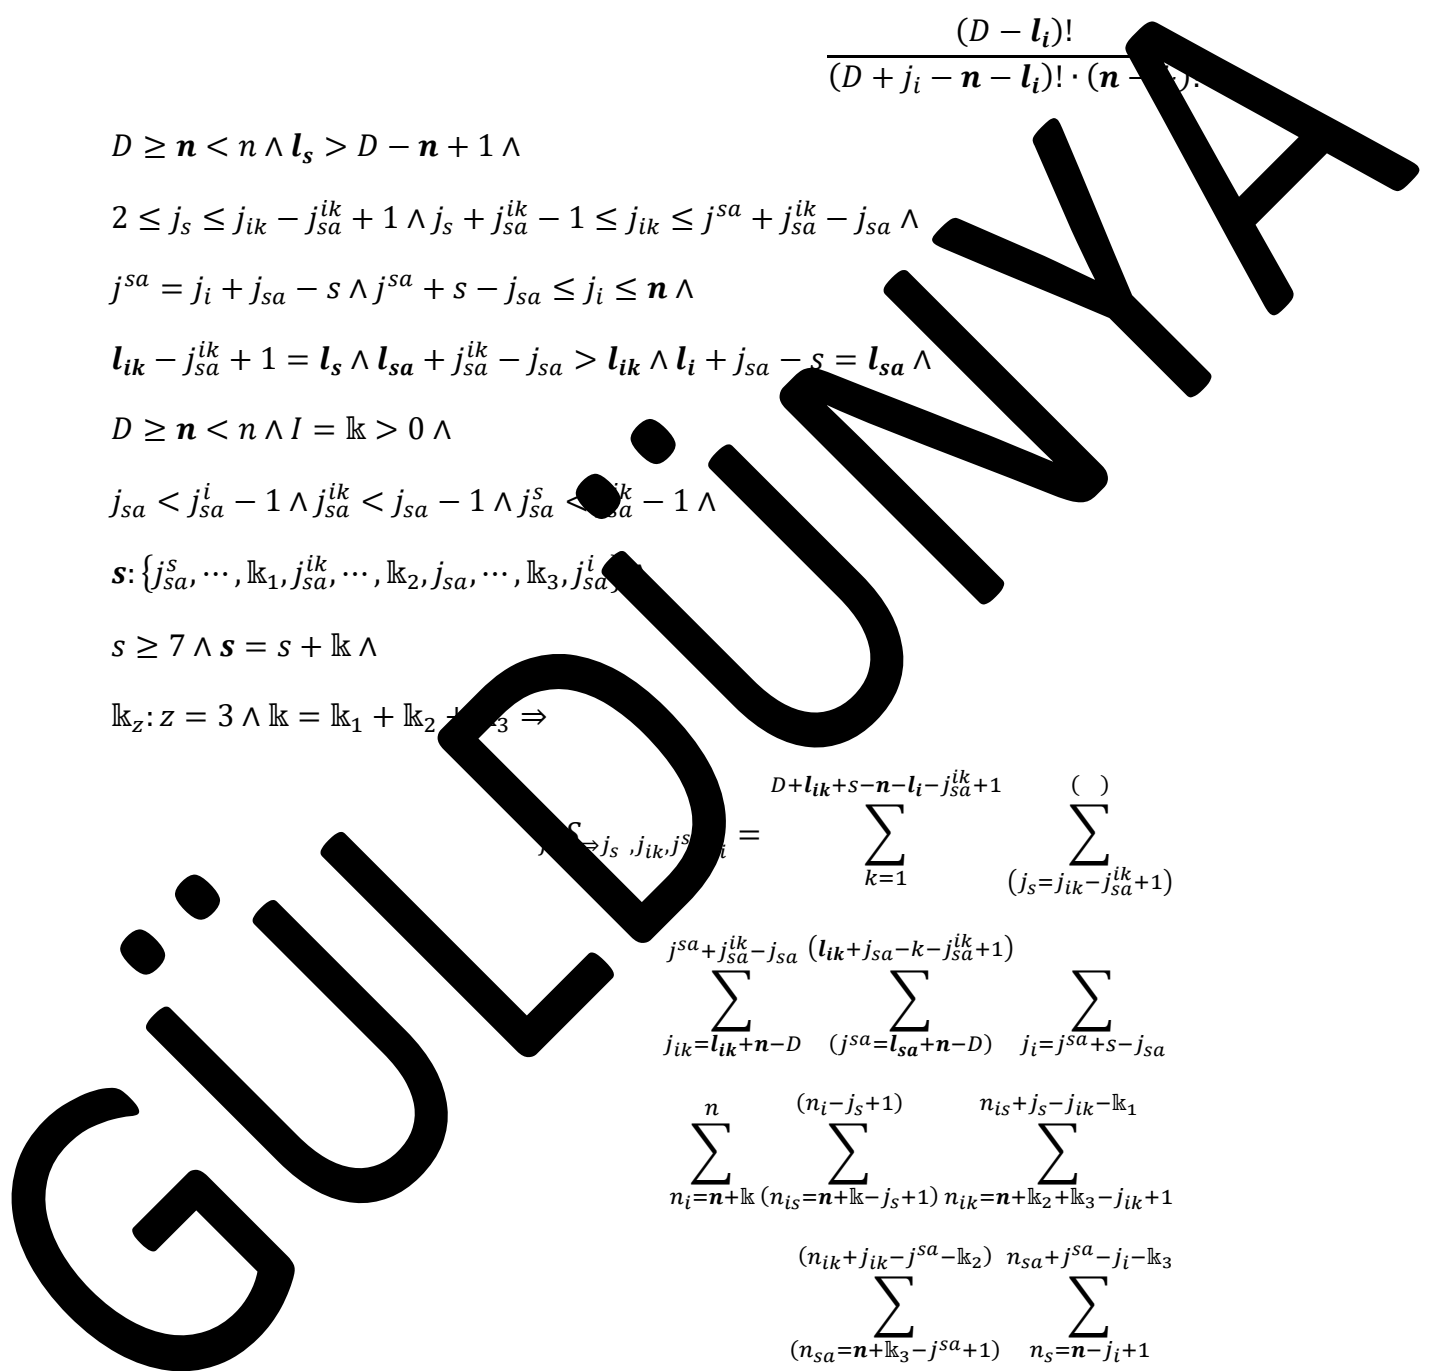 (D − l_i)!
(D + j_i − n − l_i)! · (n −
D ≥ n < n ∧ l_s > D − n + 1 ∧
2 ≤ j_s ≤ j_ik − j_sa^ik + 1 ∧ j_s + j_sa^ik − 1 ≤ j_ik ≤ j^sa + j_sa^ik − j_sa ∧
j^sa = j_i + j_sa − s ∧ j^sa + s − j_sa ≤ j_i ≤ n ∧
l_ik − j_sa^ik + 1 = l_s ∧ l_sa + j_sa^ik − j_sa > l_ik ∧ l_i + j_sa − s = l_sa ∧
D ≥ n < n ∧ I = 𝕜 > 0 ∧
j_sa < j_sa^i − 1 ∧ j_sa^ik < j_sa − 1 ∧ j_sa^s < j_sa^ik − 1 ∧
s: {j_sa^s, ⋯, 𝕜_1, j_sa^ik, ⋯, 𝕜_2, j_sa, ⋯, 𝕜_3, j_sa^i
s ≥ 7 ∧ s = s + 𝕜 ∧
𝕜_z: z = 3 ∧ 𝕜 = 𝕜_1 + 𝕜_2 + 𝕜_3 ⇒
D+l_ik+s−n−l_i−j_sa^ik+1 ( )
⇒j_s ,j_ik,j^s = ∑ ∑
k=1 (j_s=j_ik−j_sa^ik+1)
j^sa+j_sa^ik−j_sa (l_ik+j_sa−k−j_sa^ik+1)
∑ ∑ ∑
j_ik=l_ik+n−D (j^sa=l_sa+n−D) j_i=j^sa+s−j_sa
n (n_i−j_s+1) n_is+j_s−j_ik−𝕜_1
∑ ∑ ∑
n_i=n+𝕜 (n_is=n+𝕜−j_s+1) n_ik=n+𝕜_2+𝕜_3−j_ik+1
(n_ik+j_ik−j^sa−𝕜_2) n_sa+j^sa−j_i−𝕜_3
∑ ∑
(n_sa=n+𝕜_3−j^sa+1) n_s=n−j_i+1
GÜLDÜNYA